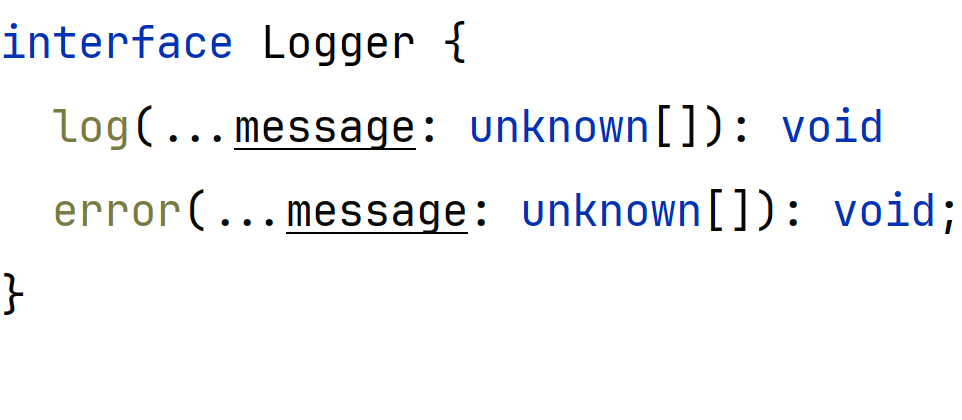 interface Logger {
  log(...message: unknown[]): void
  error(...message: unknown[]): void;
}